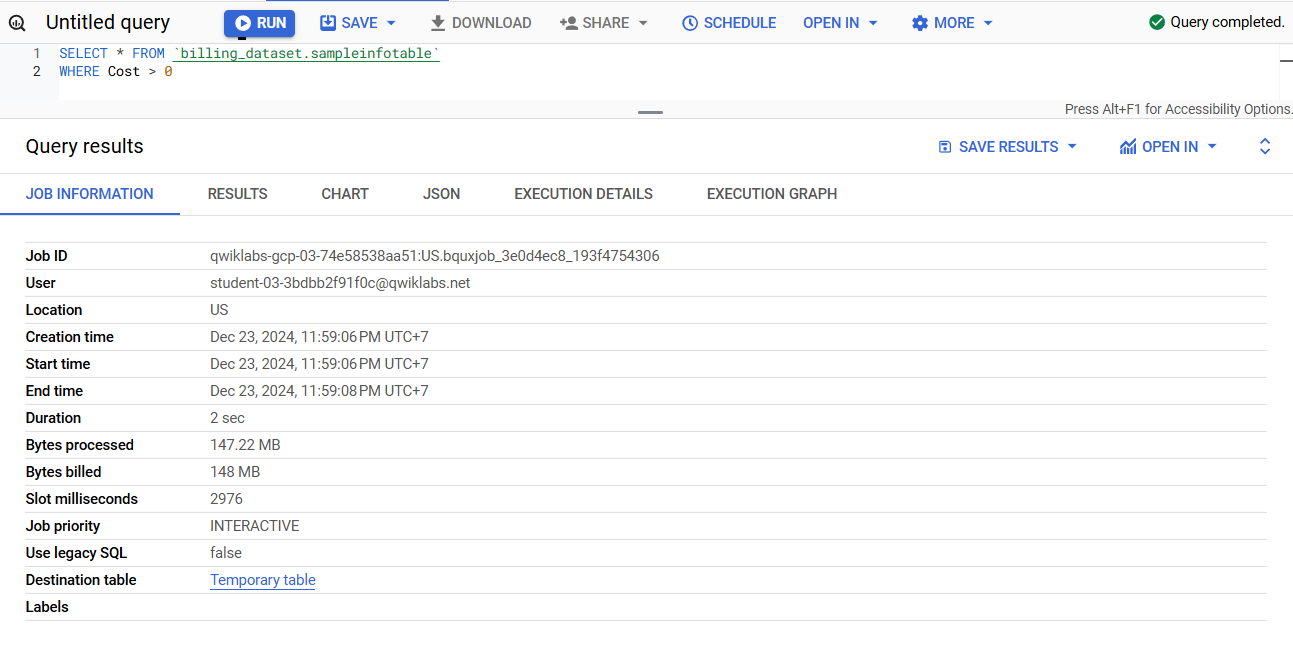 Untitled query RUN SAVE DOWNLOAD SHARE SCHEDULE OPEN IN MORE Query completed.
1 SELECT * FROM `billing_dataset.sampleinfotable`
2 WHERE Cost > 0
Press Alt+F1 for Accessibility Options.
Query results SAVE RESULTS OPEN IN
JOB INFORMATION RESULTS CHART JSON EXECUTION DETAILS EXECUTION GRAPH
Job ID qwiklabs-gcp-03-74e58538aa51:US.bquxjob_3e0d4ec8_193f4754306
User student-03-3bdbb2f91f0c@qwiklabs.net
Location US
Creation time Dec 23, 2024, 11:59:06 PM UTC+7
Start time Dec 23, 2024, 11:59:06 PM UTC+7
End time Dec 23, 2024, 11:59:08 PM UTC+7
Duration 2 sec
Bytes processed 147.22 MB
Bytes billed 148 MB
Slot milliseconds 2976
Job priority INTERACTIVE
Use legacy SQL false
Destination table Temporary table
Labels